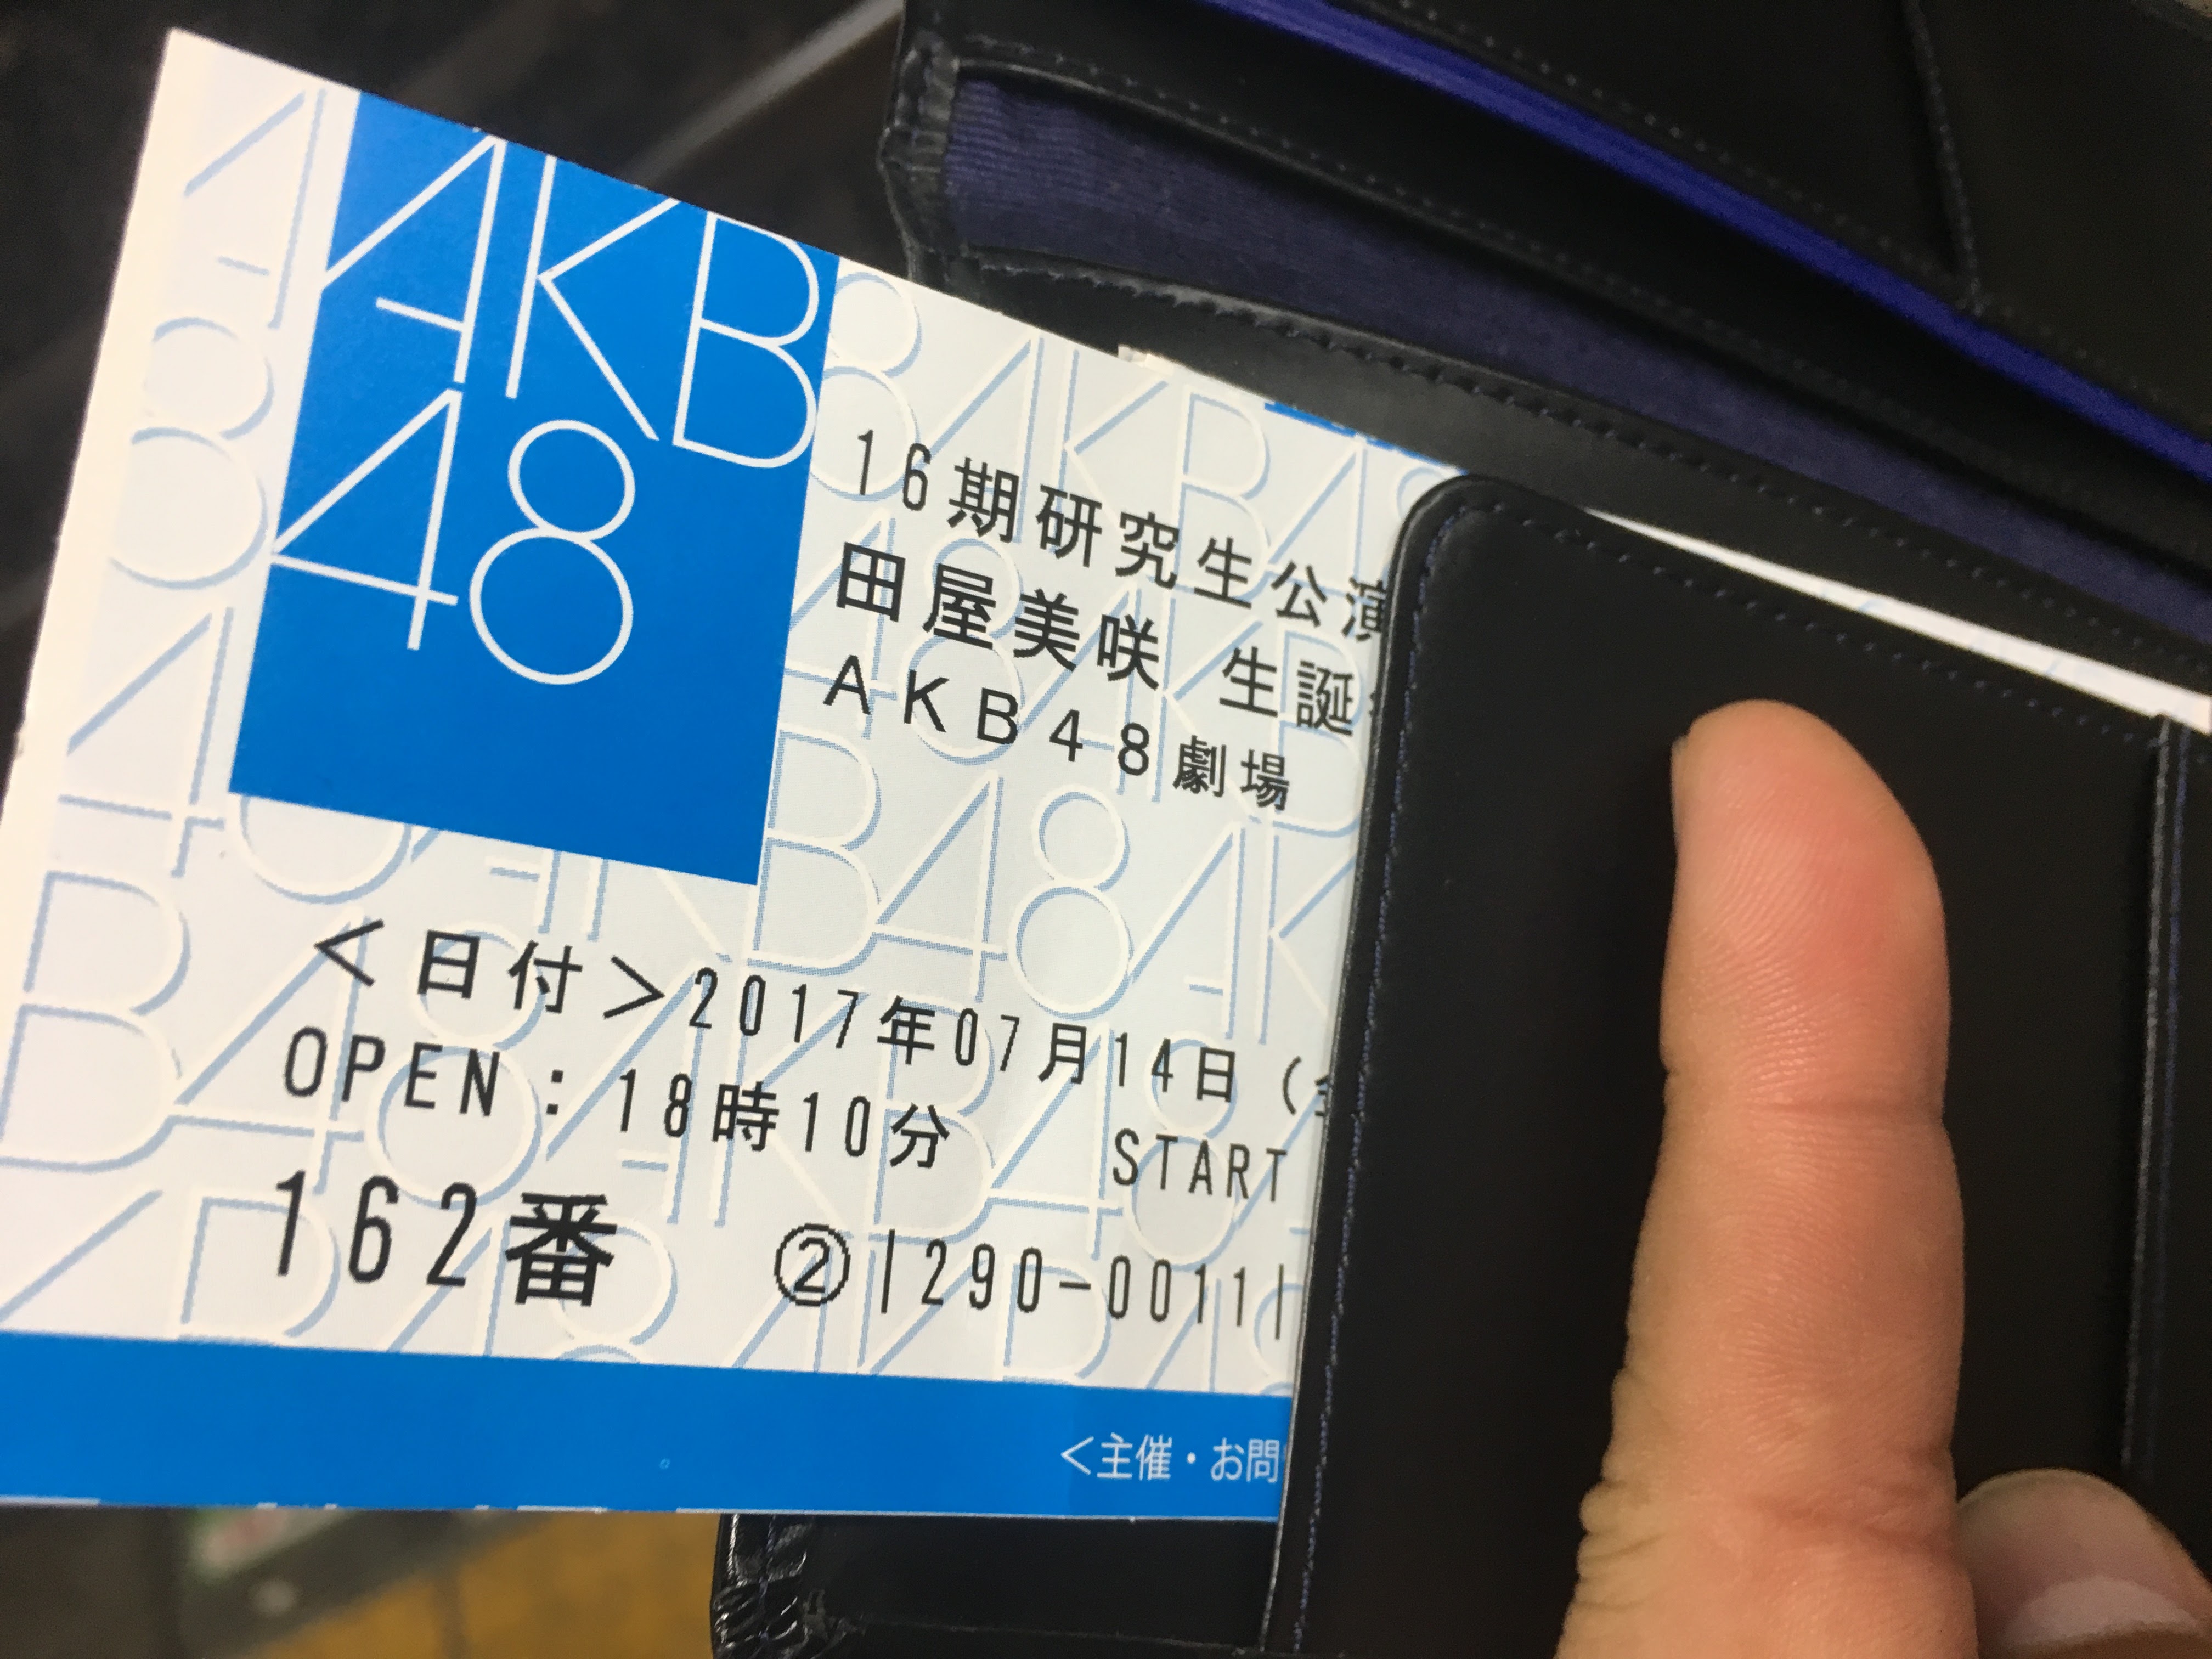 AKB
48
16期研究生公演
田屋美咲 生誕
AKB48劇場
<日付>2017年07月14日(
OPEN:18時10分 START
162番 ②|290-0011|
<主催・お問